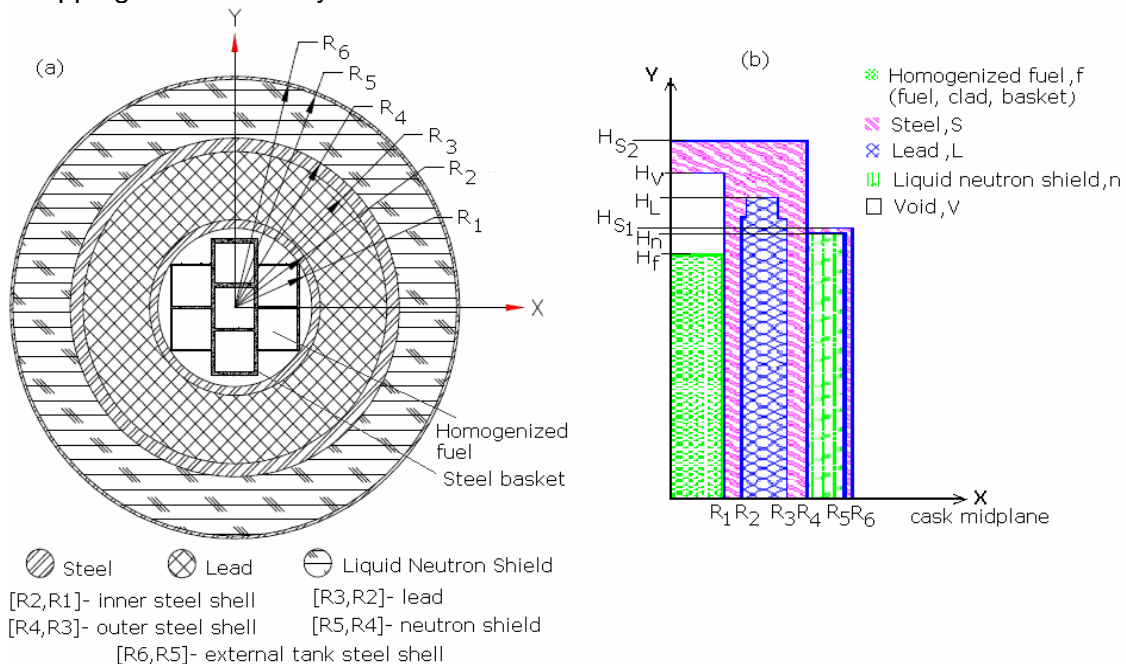 Y
(a)
R6
R5
R4
R3
R2
R1
X
Homogenized
fuel
Steel basket
Steel
Lead
Liquid Neutron Shield
[R2,R1]- inner steel shell
[R3,R2]- lead
[R4,R3]- outer steel shell
[R5,R4]- neutron shield
[R6,R5]- external tank steel shell
(b)
Y
HS2
HV
HL
HS1
Hn
Hf
R1 R2 R3 R4 R5 R6
X
cask midplane
Homogenized fuel,f
(fuel, clad, basket)
Steel,S
Lead,L
Liquid neutron shield,n
Void,V